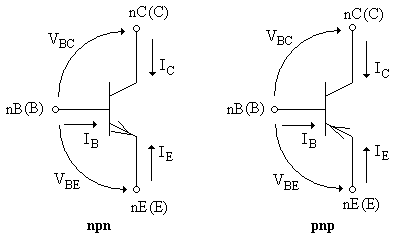 nC(C)
V_BC
I_C
nB(B)
I_B
I_E
V_BE
nE(E)
npn
nC(C)
V_BC
I_C
nB(B)
I_B
I_E
V_BE
nE(E)
pnp